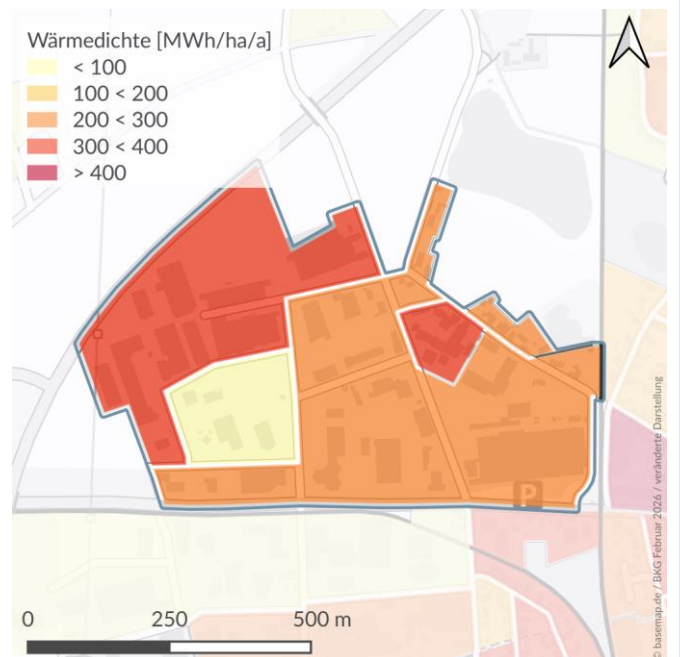 Wärmedichte [MWh/ha/a]
< 100
100 < 200
200 < 300
300 < 400
> 400
P
0 250 500 m
© basemap.de / BKG Februar 2026 / veränderte Darstellung